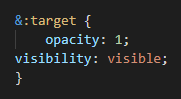 &:target {
    opacity: 1;
visibility: visible;
}